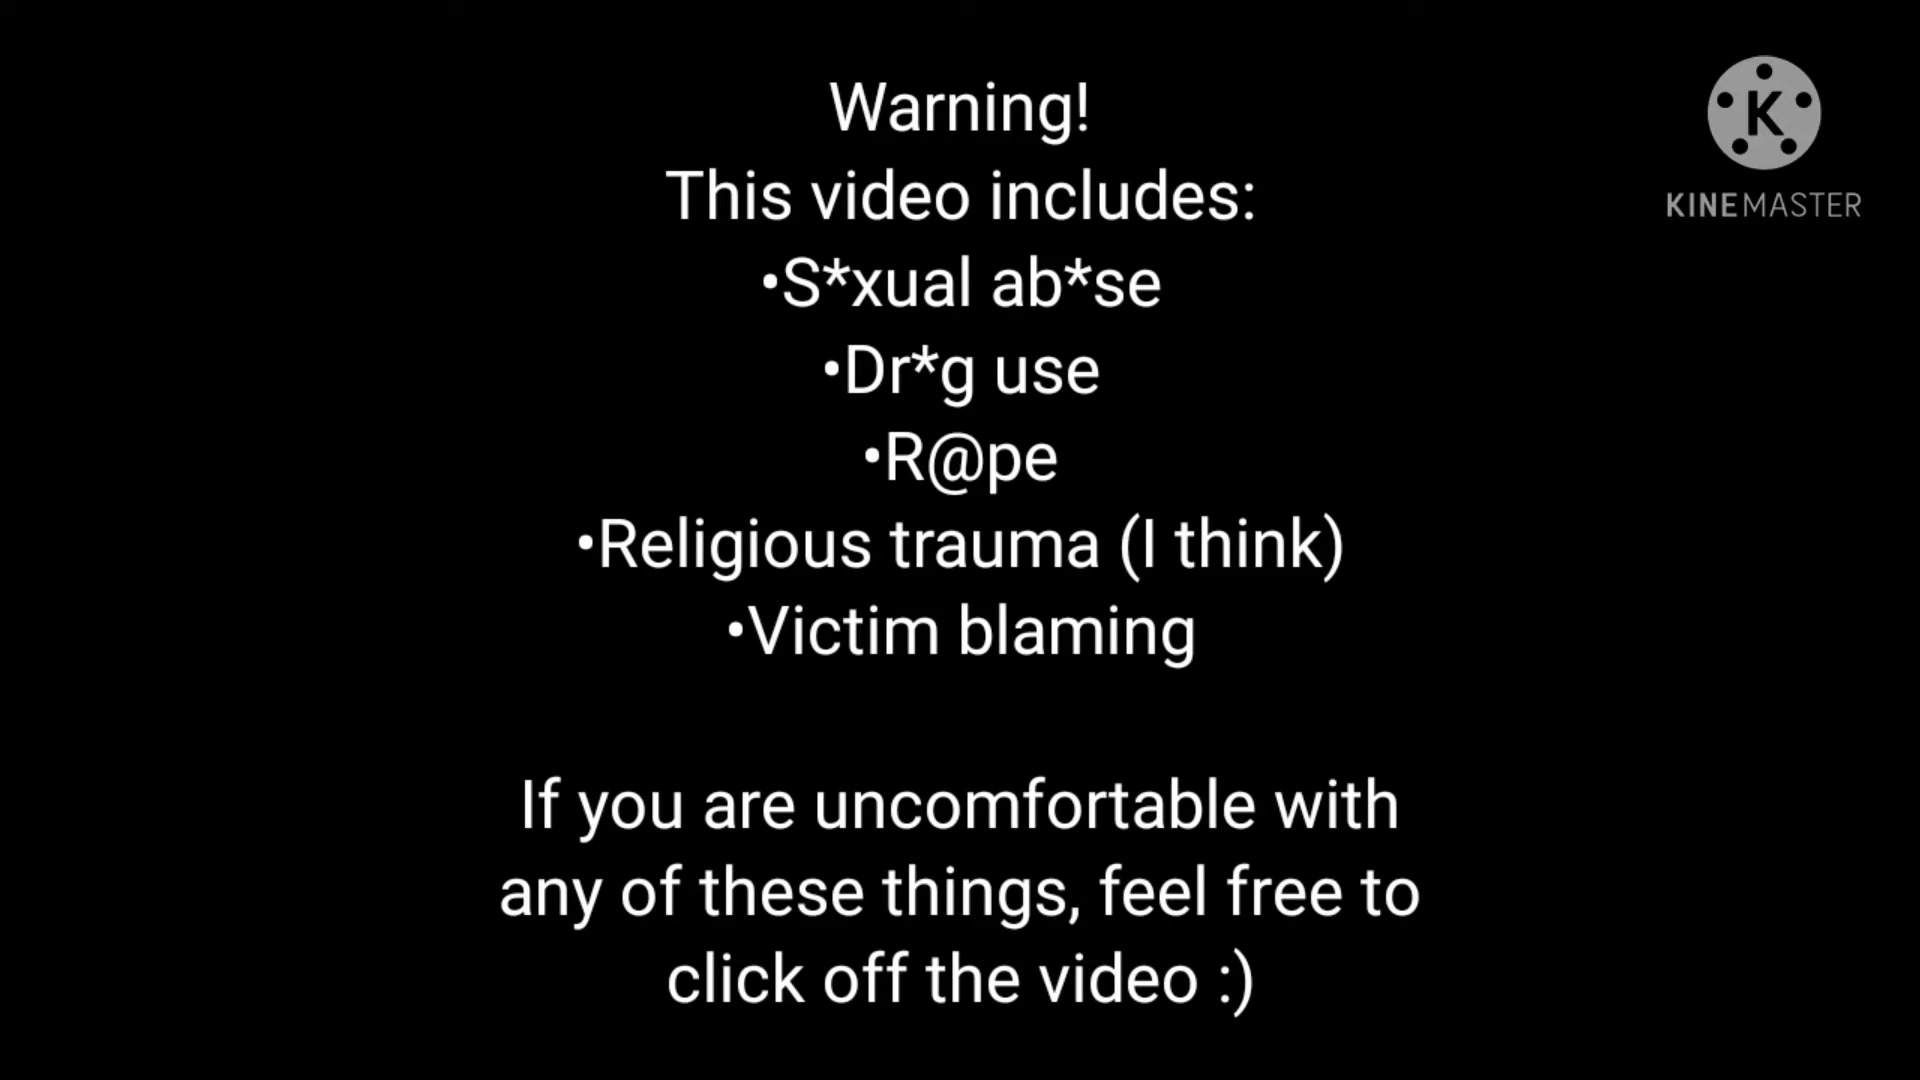 Warning!
This video includes:
•S*xual ab*se
•Dr*g use
•R@pe
•Religious trauma (I think)
•Victim blaming
If you are uncomfortable with
any of these things, feel free to
click off the video :)
K
KINEMASTER